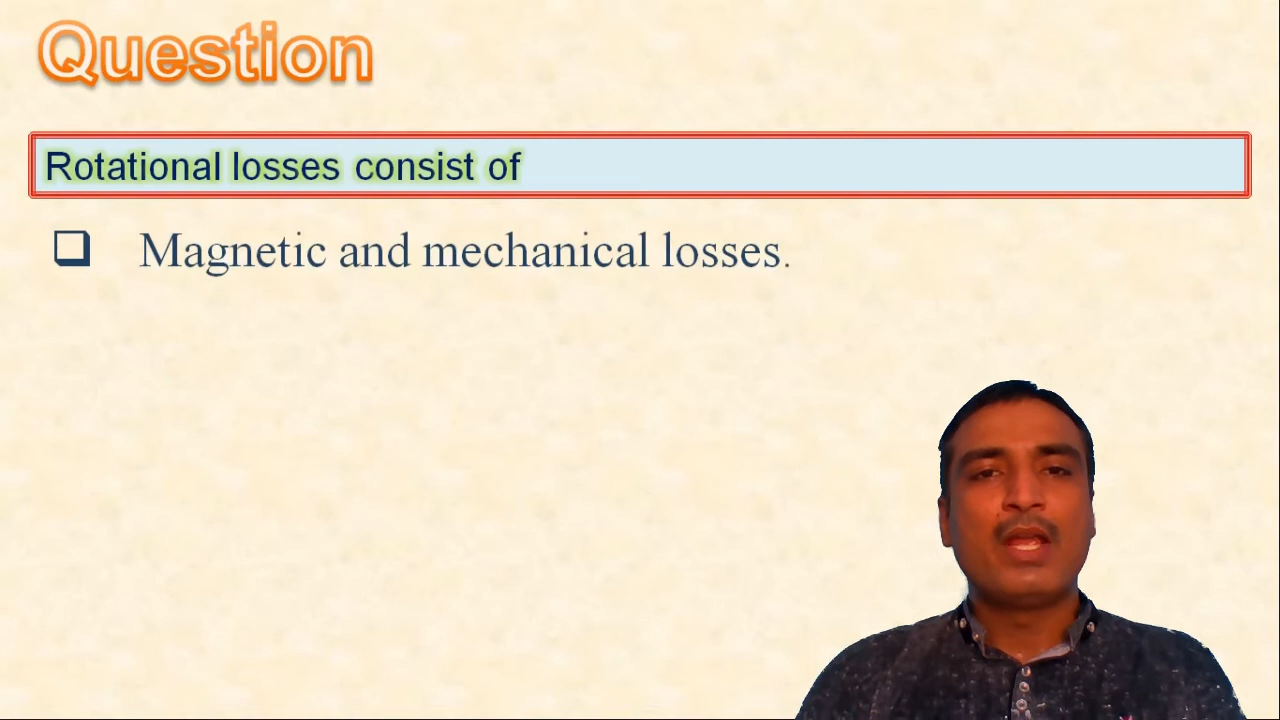 Question
Rotational losses consist of
Magnetic and mechanical losses.